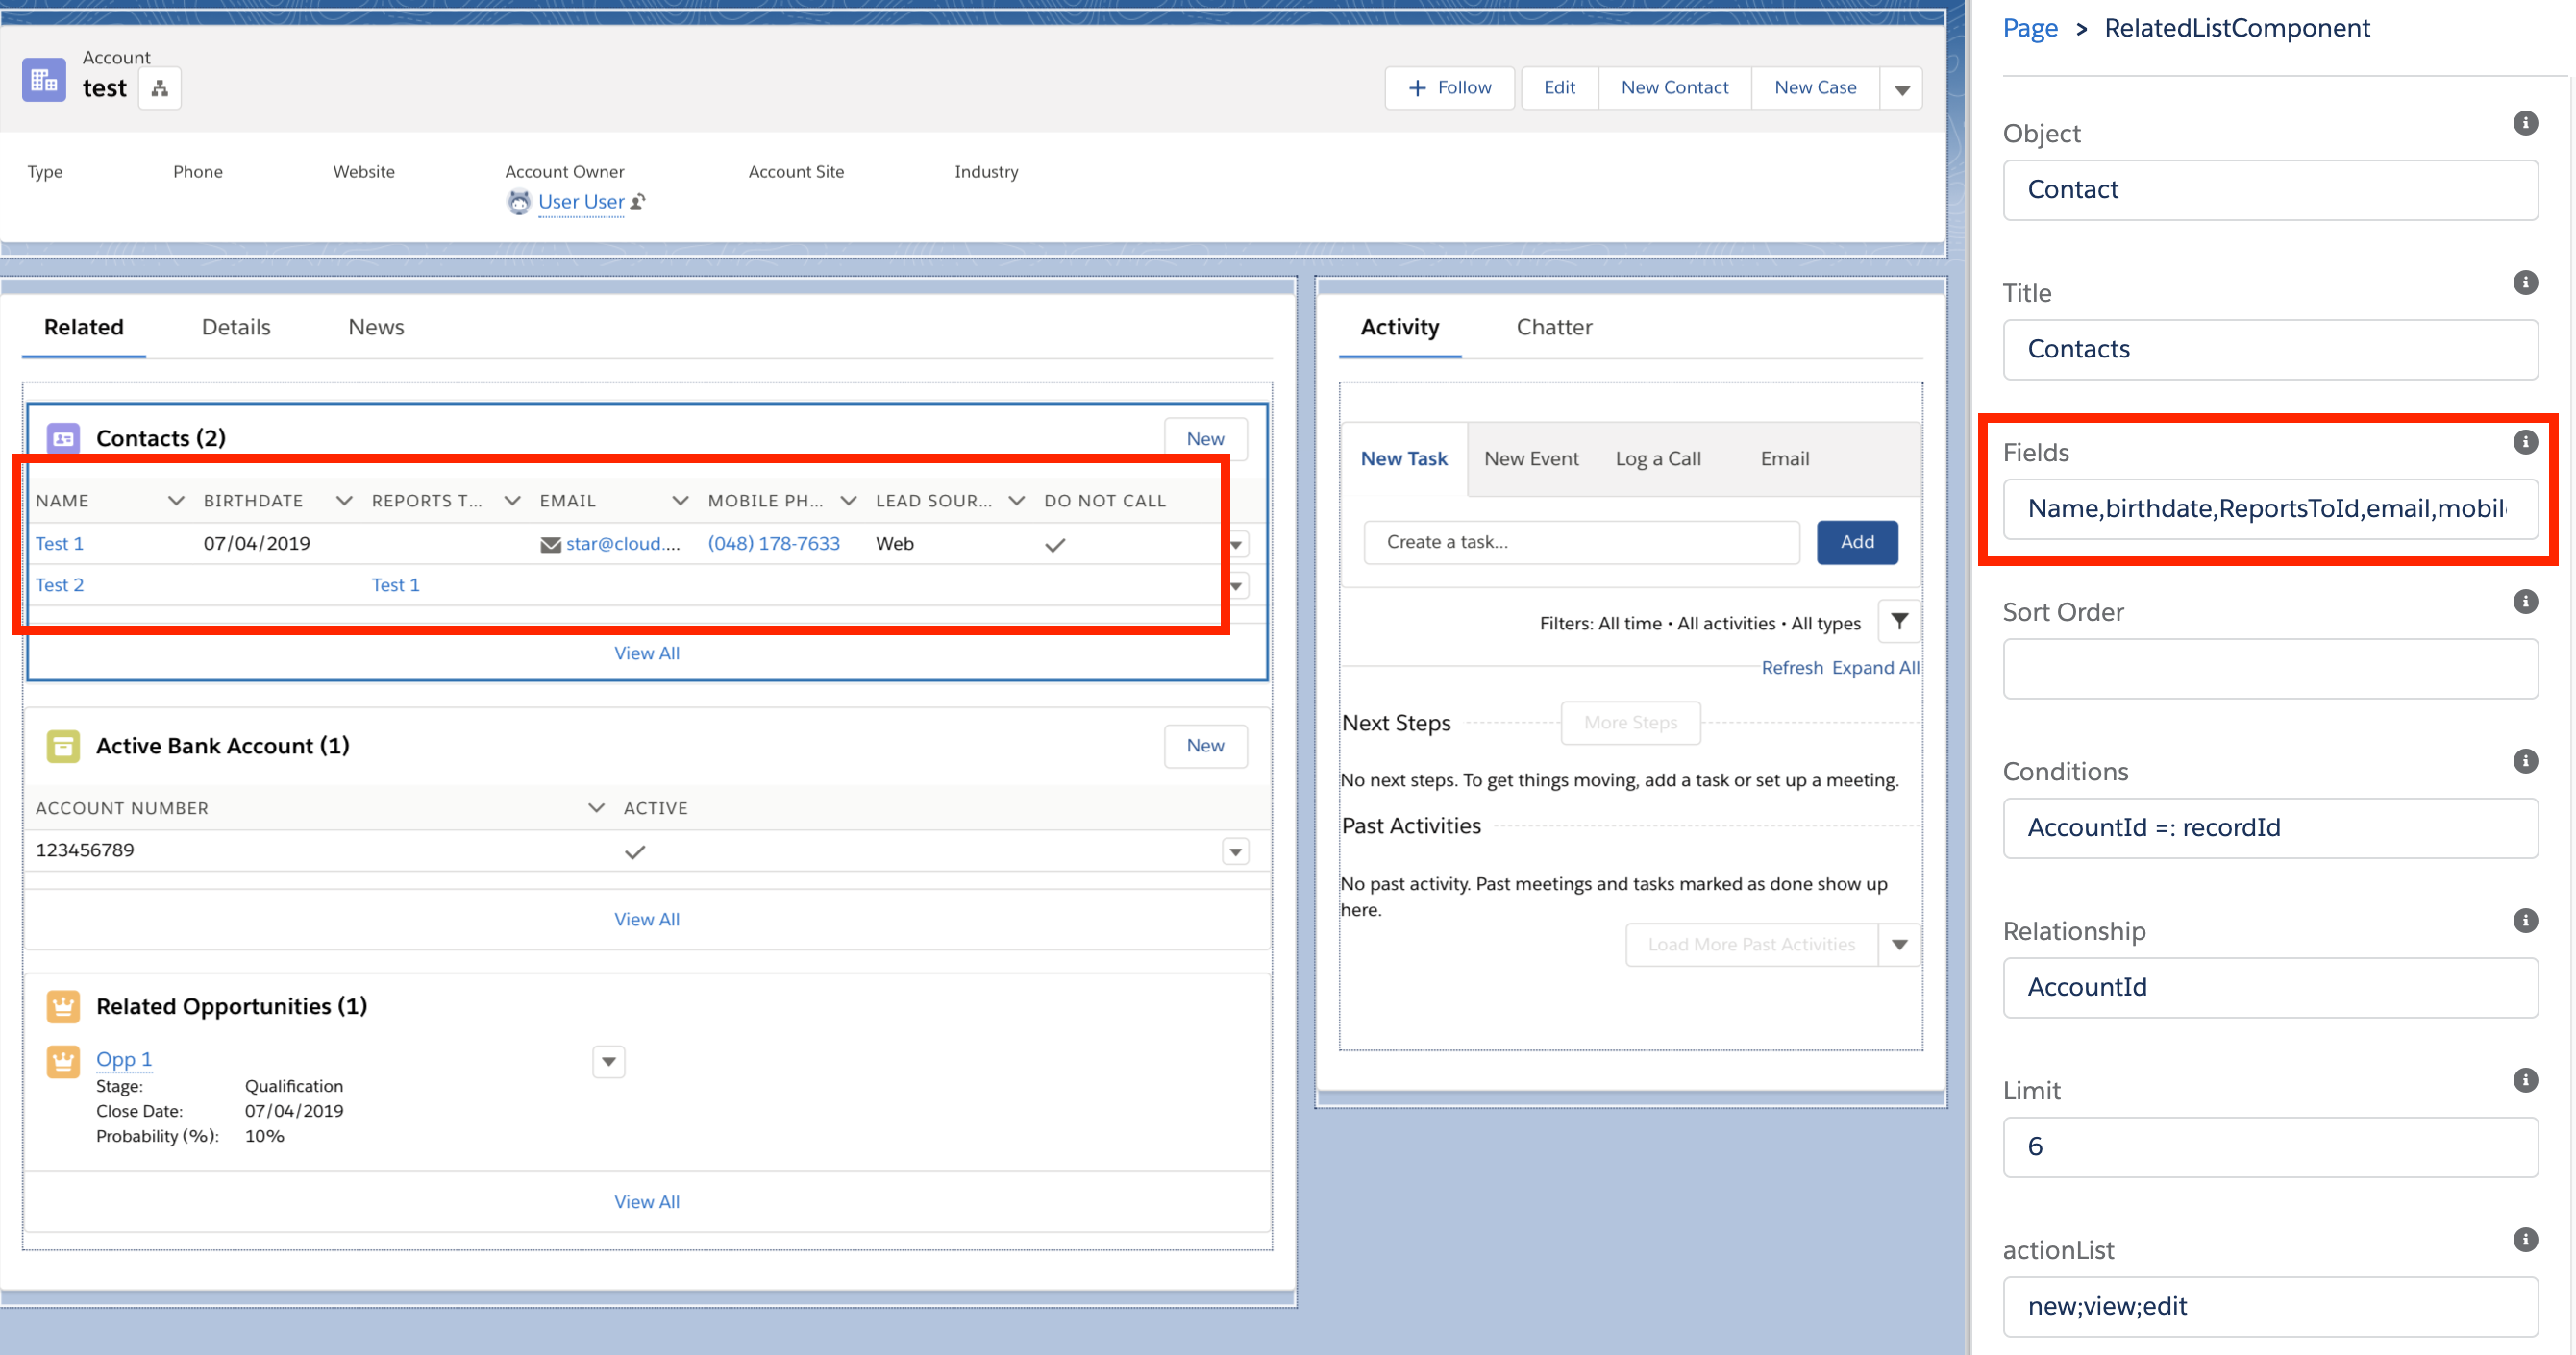 Account
test
Follow
Edit
New Contact
New Case
Type Phone Website Account Owner Account Site Industry
User User
Related Details News
Contacts (2)
New
NAME BIRTHDATE REPORTS T... EMAIL MOBILE PH... LEAD SOUR... DO NOT CALL
Test 1 07/04/2019 star@cloud.... (048) 178-7633 Web
Test 2 Test 1
View All
Active Bank Account (1)
New
ACCOUNT NUMBER ACTIVE
123456789
View All
Related Opportunities (1)
Opp 1
Stage: Qualification
Close Date: 07/04/2019
Probability (%): 10%
View All
Activity Chatter
New Task New Event Log a Call Email
Create a task...
Add
Filters: All time • All activities • All types
Refresh Expand All
Next Steps
More Steps
No next steps. To get things moving, add a task or set up a meeting.
Past Activities
No past activity. Past meetings and tasks marked as done show up
here.
Load More Past Activities
Page > RelatedListComponent
Object
Contact
Title
Contacts
Fields
Name,birthdate,ReportsToId,email,mobil
Sort Order
Conditions
AccountId =: recordId
Relationship
AccountId
Limit
6
actionList
new;view;edit